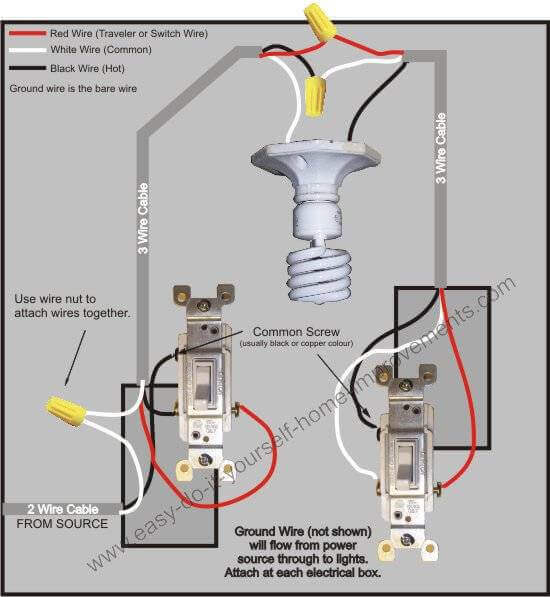 Red Wire (Traveler or Switch Wire)
White Wire (Common)
Black Wire (Hot)
Ground wire is the bare wire
3 Wire Cable
3 Wire Cable
Use wire nut to
attach wires together.
Common Screw
(usually black or copper colour)
2 Wire Cable
FROM SOURCE
Ground Wire (not shown)
will flow from power
source through to lights.
Attach at each electrical box.
www.easy-do-it-yourself-home-improvements.com